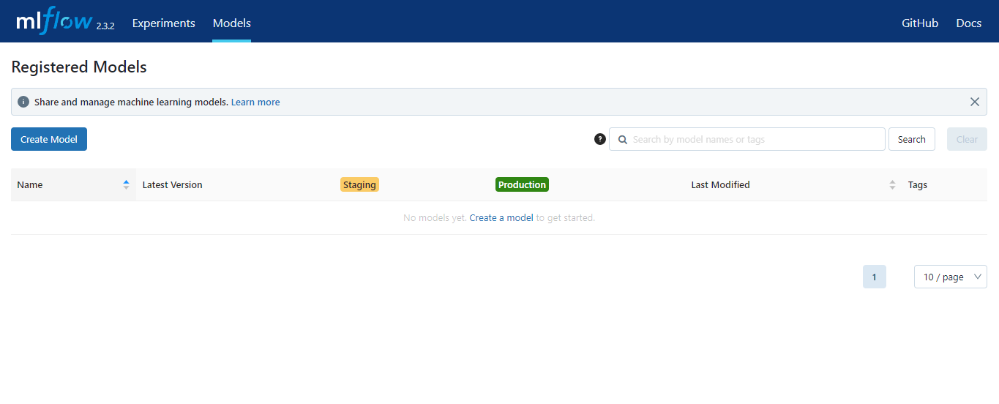 mlflow 2.3.2 Experiments Models GitHub Docs
Registered Models
Share and manage machine learning models. Learn more
Create Model ? Search by model names or tags Search Clear
Name Latest Version Staging Production Last Modified Tags
No models yet. Create a model to get started.
1 10 / page